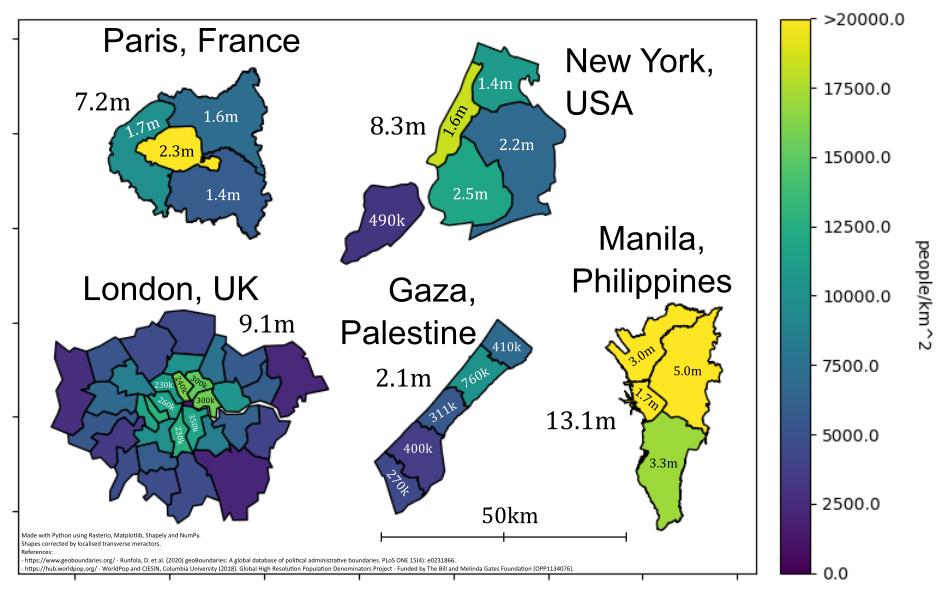 Paris, France
7.2m
1.7m
1.6m
2.3m
1.4m
New York,
USA
8.3m
1.4m
1.6m
2.2m
2.5m
490k
London, UK
9.1m
230k
240k
300k
300k
260k
350k
230k
Gaza,
Palestine
2.1m
410k
760k
311k
400k
270k
Manila,
Philippines
13.1m
3.0m
5.0m
1.7m
3.3m
50km
Made with Python using Rasterio, Matplotlib, Shapely and NumPy.
Shapes corrected by localised transverse meractors.
References:
- https://www.geoboundaries.org/ - Runfola, D. et al. (2020) geoBoundaries: A global database of political administrative boundaries. PLoS ONE 15(4): e0231866.
- https://hub.worldpop.org/ - WorldPop and CIESIN, Columbia University (2018). Global High Resolution Population Denominators Project - Funded by The Bill and Melinda Gates Foundation (OPP1134076).
>20000.0
17500.0
15000.0
12500.0
10000.0
7500.0
5000.0
2500.0
0.0
people/km^2